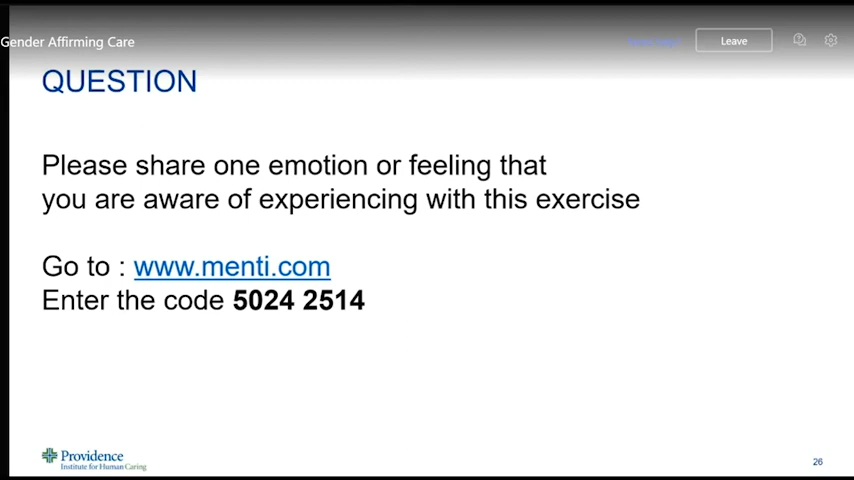 Gender Affirming Care
Leave
QUESTION
Please share one emotion or feeling that
you are aware of experiencing with this exercise
Go to : www.menti.com
Enter the code 5024 2514
Providence
Institute for Human Caring
26